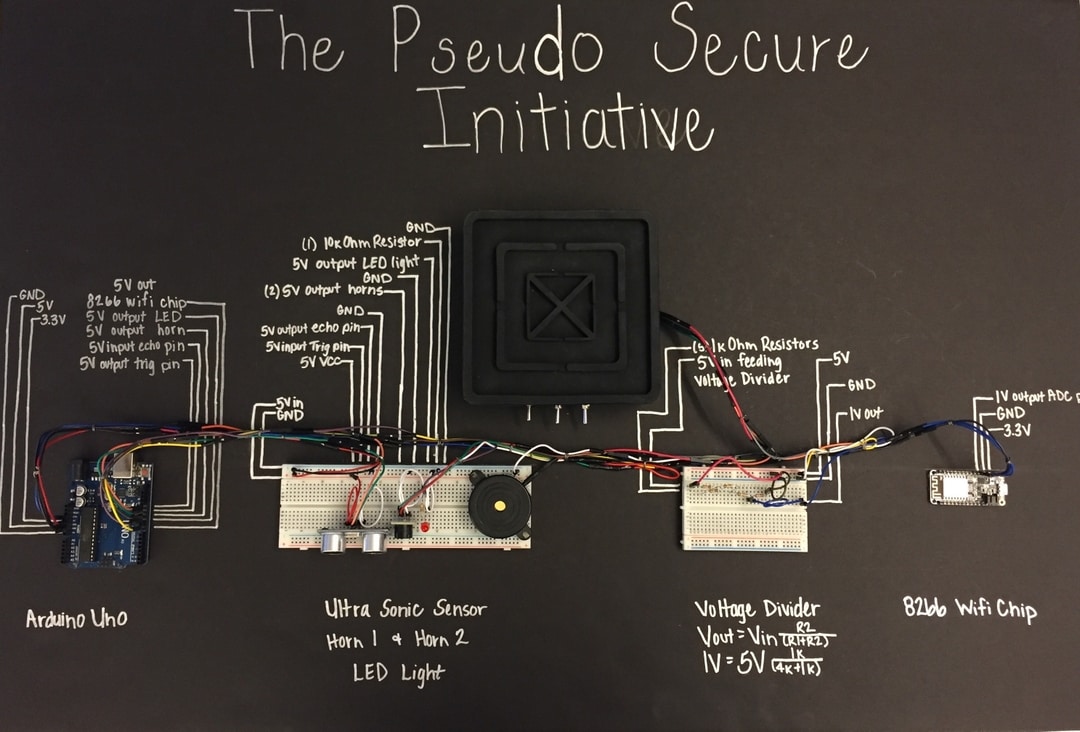 The Pseudo Secure
Initiative
GND
5V
3.3V
5V out
8266 wifi chip
5V output LED
5V output horn
5V input echo pin
5V output trig pin
GND
(1) 10k Ohm Resistor
5V output LED light
GND
(2) 5V output horns
GND
5V output echo pin
5V input Trig pin
5V VCC
5V in
GND
(5) 1k Ohm Resistors
5V in feeding
Voltage Divider
5V
GND
1V out
1V output ADC
GND
3.3V
Arduino Uno
Ultra Sonic Sensor
Horn 1 & Horn 2
LED Light
Voltage Divider
Vout = Vin R2
(R1+R2)
1V = 5V 1k
(4k+1k)
8266 Wifi Chip
UNO